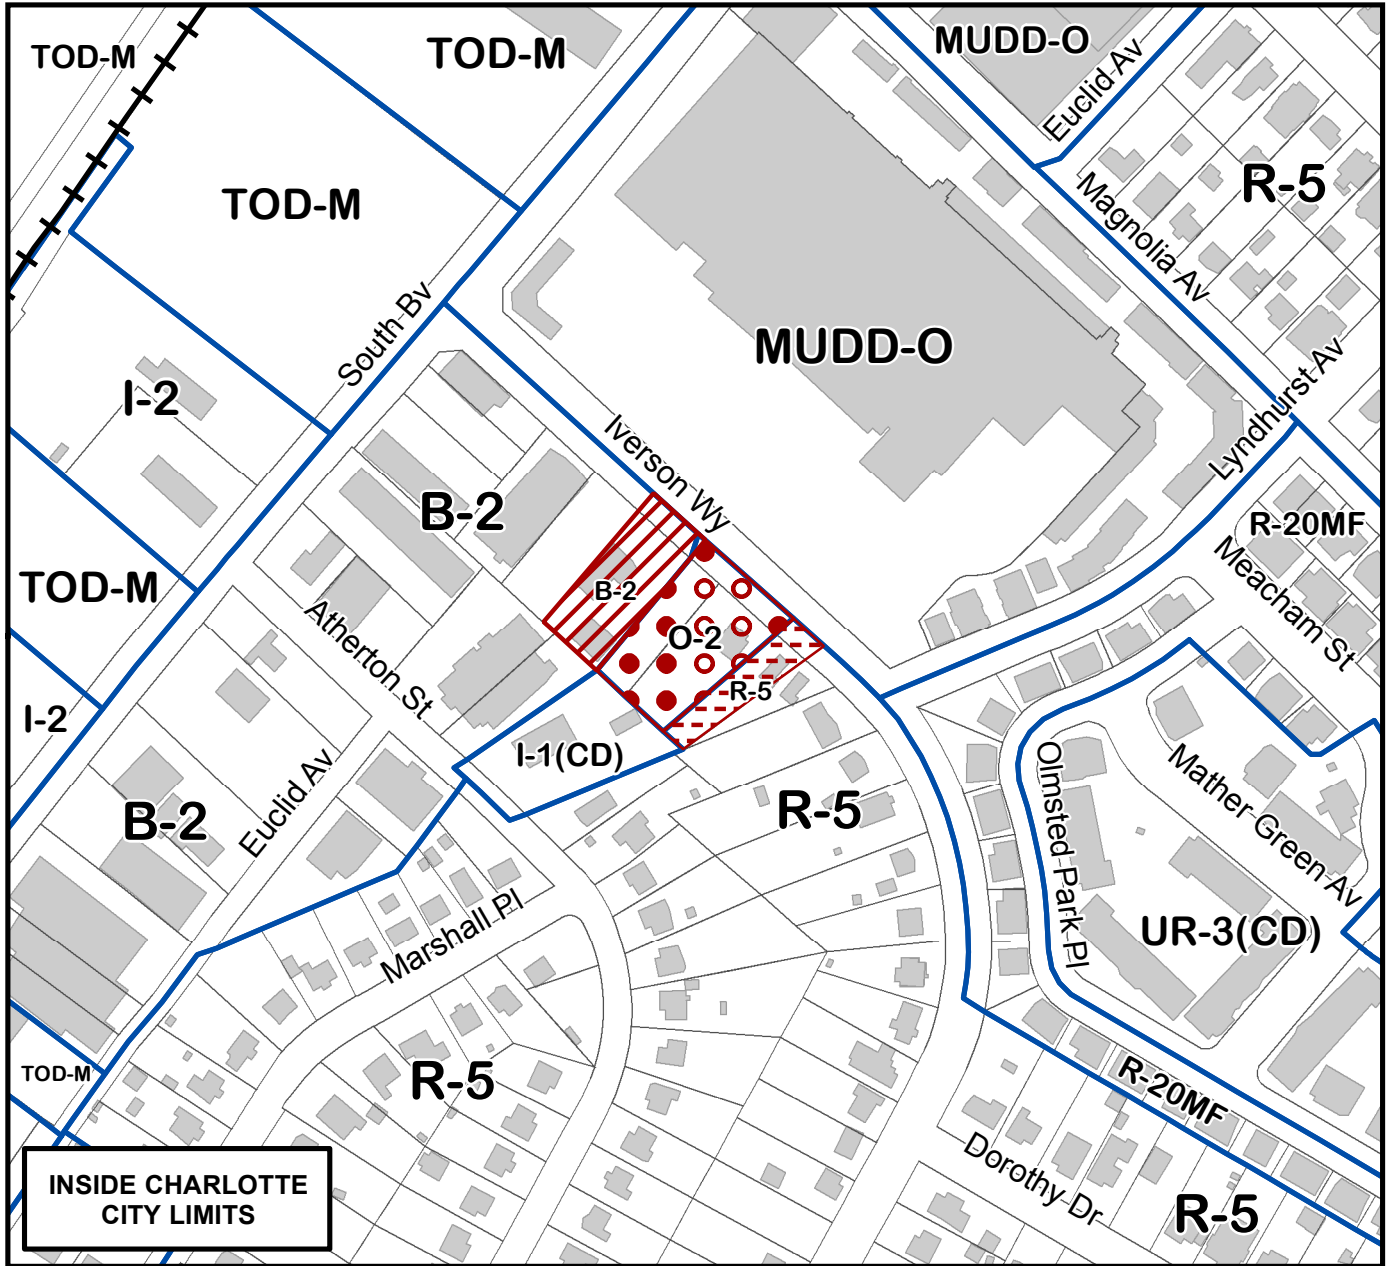 TOD-M
TOD-M
MUDD-O
Euclid Av
TOD-M
R-5
Magnolia Av
South Bv
MUDD-O
I-2
Lyndhurst Av
Iverson Wy
B-2
R-20MF
Meacham St
TOD-M
B-2
O-2
Atherton St
R-5
I-2
I-1(CD)
Olmsted Park Pl
Mather Green Av
B-2
Euclid Av
R-5
UR-3(CD)
Marshall Pl
TOD-M
R-5
R-20MF
Dorothy Dr
R-5
INSIDE CHARLOTTE
CITY LIMITS